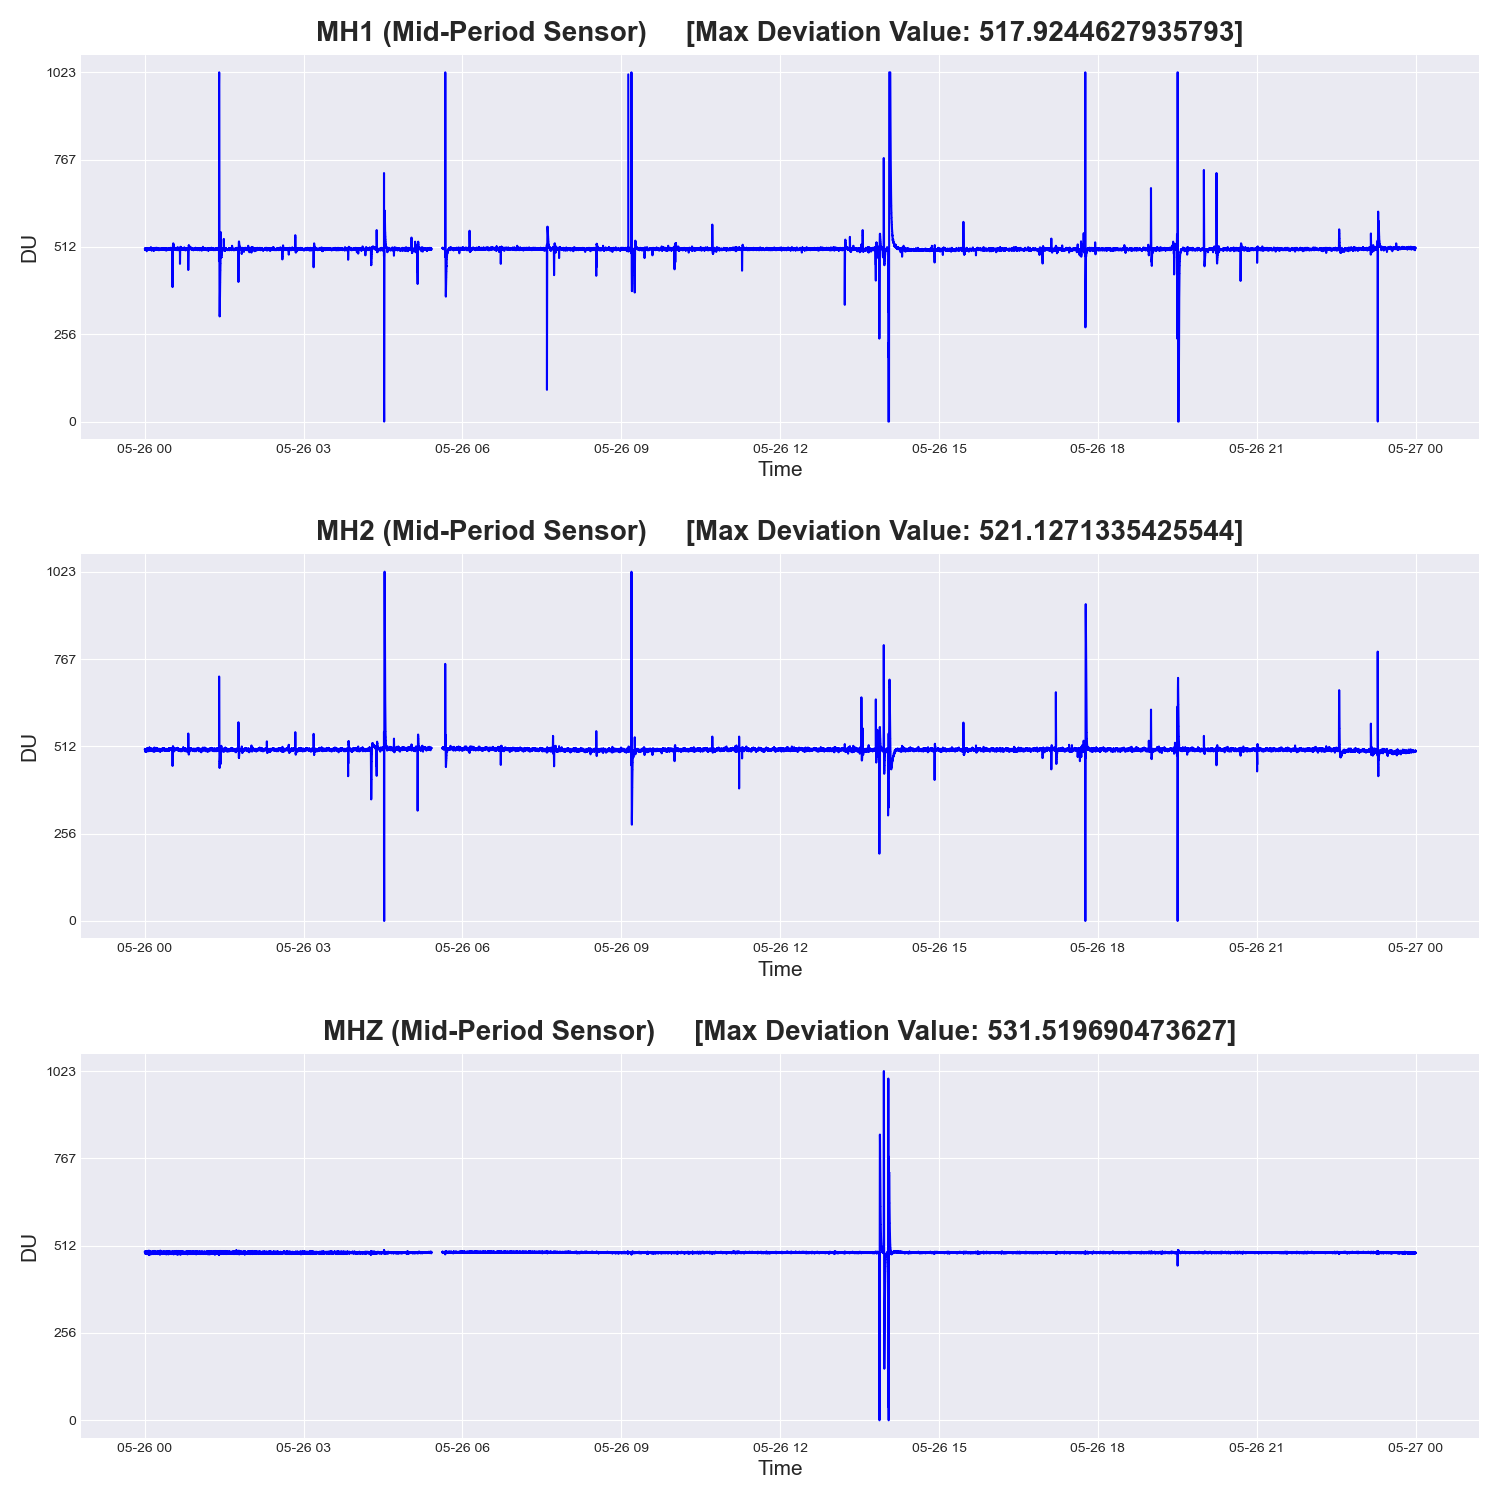 MH1 (Mid-Period Sensor) [Max Deviation Value: 517.9244627935793]
1023
767
512
256
0
DU
05-26 00 05-26 03 05-26 06 05-26 09 05-26 12 05-26 15 05-26 18 05-26 21 05-27 00
Time
MH2 (Mid-Period Sensor) [Max Deviation Value: 521.1271335425544]
1023
767
512
256
0
DU
05-26 00 05-26 03 05-26 06 05-26 09 05-26 12 05-26 15 05-26 18 05-26 21 05-27 00
Time
MHZ (Mid-Period Sensor) [Max Deviation Value: 531.519690473627]
1023
767
512
256
0
DU
05-26 00 05-26 03 05-26 06 05-26 09 05-26 12 05-26 15 05-26 18 05-26 21 05-27 00
Time